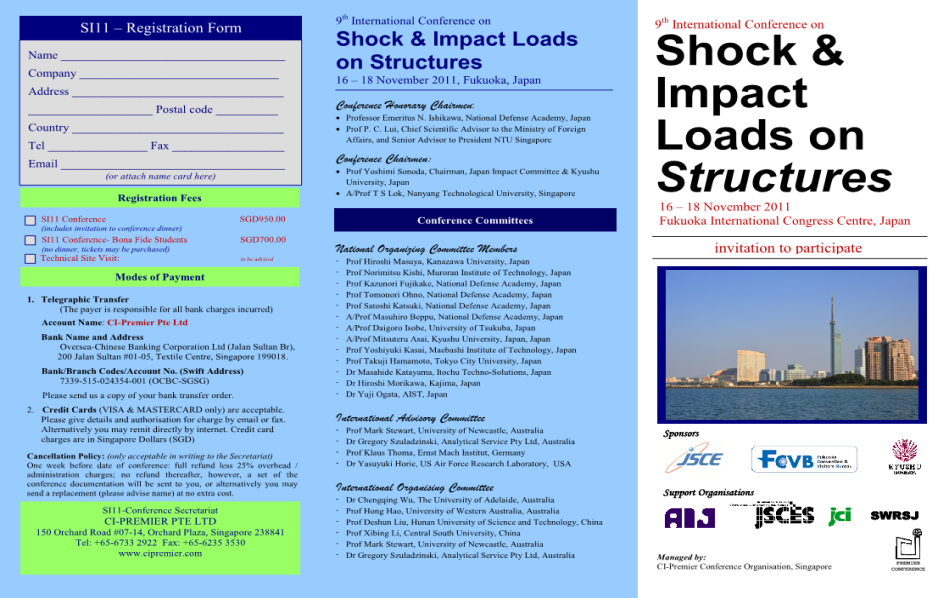 SI11 – Registration Form
Name
Company
Address
Postal code
Country
Tel Fax
Email
(or attach name card here)
Registration Fees
SI11 Conference SGD950.00
(includes invitation to conference dinner)
SI11 Conference- Bona Fide Students SGD700.00
(no dinner, tickets may be purchased)
Technical Site Visit: to be advised
Modes of Payment
1. Telegraphic Transfer
(The payer is responsible for all bank charges incurred)
Account Name: CI-Premier Pte Ltd
Bank Name and Address
Oversea-Chinese Banking Corporation Ltd (Jalan Sultan Br),
200 Jalan Sultan #01-05, Textile Centre, Singapore 199018.
Bank/Branch Codes/Account No. (Swift Address)
7339-515-024354-001 (OCBC-SGSG)
Please send us a copy of your bank transfer order.
2. Credit Cards (VISA & MASTERCARD only) are acceptable.
Please give details and authorisation for charge by email or fax.
Alternatively you may remit directly by internet. Credit card
charges are in Singapore Dollars (SGD)
Cancellation Policy: (only acceptable in writing to the Secretariat)
One week before date of conference: full refund less 25% overhead /
administration charges; no refund thereafter, however, a set of the
conference documentation will be sent to you, or alternatively you may
send a replacement (please advise name) at no extra cost.
SI11-Conference Secretariat
CI-PREMIER PTE LTD
150 Orchard Road #07-14, Orchard Plaza, Singapore 238841
Tel: +65-6733 2922 Fax: +65-6235 3530
www.cipremier.com
9th International Conference on
Shock & Impact Loads
on Structures
16 – 18 November 2011, Fukuoka, Japan
Conference Honorary Chairmen:
• Professor Emeritus N. Ishikawa, National Defense Academy, Japan
• Prof P. C. Lui, Chief Scientific Advisor to the Ministry of Foreign
Affairs, and Senior Advisor to President NTU Singapore
Conference Chairmen:
• Prof Yoshimi Sonoda, Chairman, Japan Impact Committee & Kyushu
University, Japan
• A/Prof T S Lok, Nanyang Technological University, Singapore
Conference Committees
National Organizing Committee Members
- Prof Hiroshi Masuya, Kanazawa University, Japan
- Prof Norimitsu Kishi, Muroran Institute of Technology, Japan
- Prof Kazunori Fujikake, National Defense Academy, Japan
- Prof Tomonori Ohno, National Defense Academy, Japan
- Prof Satoshi Katsuki, National Defense Academy, Japan
- A/Prof Masuhiro Beppu, National Defense Academy, Japan
- A/Prof Daigoro Isobe, University of Tsukuba, Japan
- A/Prof Mitsuteru Asai, Kyushu University, Japan, Japan
- Prof Yoshiyuki Kasai, Maebashi Institute of Technology, Japan
- Prof Takuji Hamamoto, Tokyo City University, Japan
- Dr Masahide Katayama, Itochu Techno-Solutions, Japan
- Dr Hiroshi Morikawa, Kajima, Japan
- Dr Yuji Ogata, AIST, Japan
International Advisory Committee
- Prof Mark Stewart, University of Newcastle, Australia
- Dr Gregory Szuladzinski, Analytical Service Pty Ltd, Australia
- Prof Klaus Thoma, Ernst Mach Institut, Germany
- Dr Yasuyuki Horie, US Air Force Research Laboratory, USA
International Organising Committee
- Dr Chengqing Wu, The University of Adelaide, Australia
- Prof Hong Hao, University of Western Australia, Australia
- Prof Deshun Liu, Hunan University of Science and Technology, China
- Prof Xibing Li, Central South University, China
- Prof Mark Stewart, University of Newcastle, Australia
- Dr Gregory Szuladzinski, Analytical Service Pty Ltd, Australia
9th International Conference on
Shock &
Impact
Loads on
Structures
16 – 18 November 2011
Fukuoka International Congress Centre, Japan
invitation to participate
Sponsors
JSCE
FCVB Fukuoka
Convention &
Visitors Bureau
KYUSHU
Support Organisations
AIJ
JSCES
jci
SWRSJ
Managed by:
CI-Premier Conference Organisation, Singapore
PREMIER
CONFERENCE